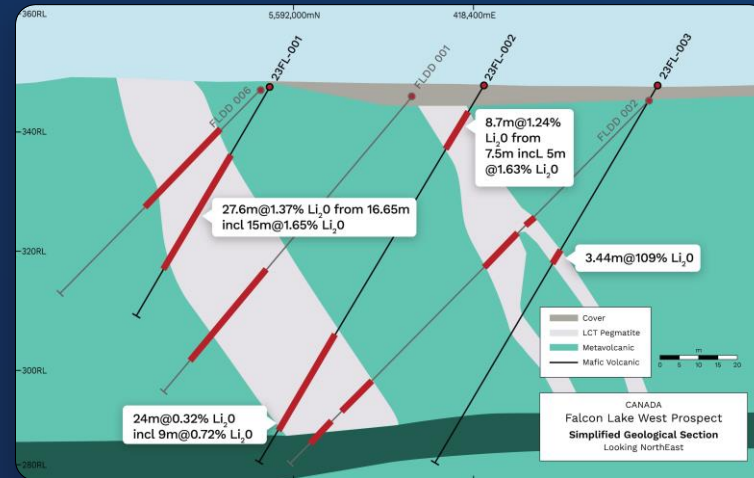 360RL
5,592,000mN
418,400mE
FLDD 006
23FL-001
FLDD 001
23FL-002
23FL-003
FLDD 002
340RL
8.7m@1.24%
Li₂0 from
7.5m incL 5m
@1.63% Li₂0
27.6m@1.37% Li₂0 from 16.65m
incl 15m@1.65% Li₂0
320RL
3.44m@109% Li₂0
Cover
LCT Pegmatite
Metavolcanic
Mafic Volcanic
m
0 5 10 15 20
300RL
24m@0.32% Li₂0
incl 9m@0.72% Li₂0
CANADA
Falcon Lake West Prospect
Simplified Geological Section
Looking NorthEast
280RL